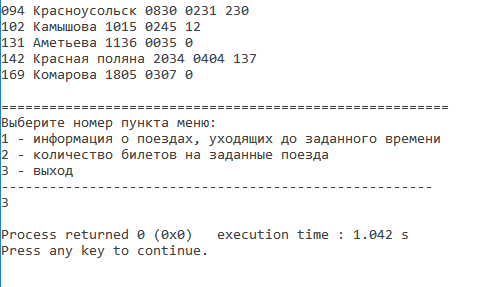 094 Красноусольск 0830 0231 230
102 Камышова 1015 0245 12
131 Аметьева 1136 0035 0
142 Красная поляна 2034 0404 137
169 Комарова 1805 0307 0
========================================================
Выберите номер пункта меню:
1 - информация о поездах, уходящих до заданного времени
2 - количество билетов на заданные поезда
3 - выход
------------------------------------------------------
3
Process returned 0 (0x0)   execution time : 1.042 s
Press any key to continue.